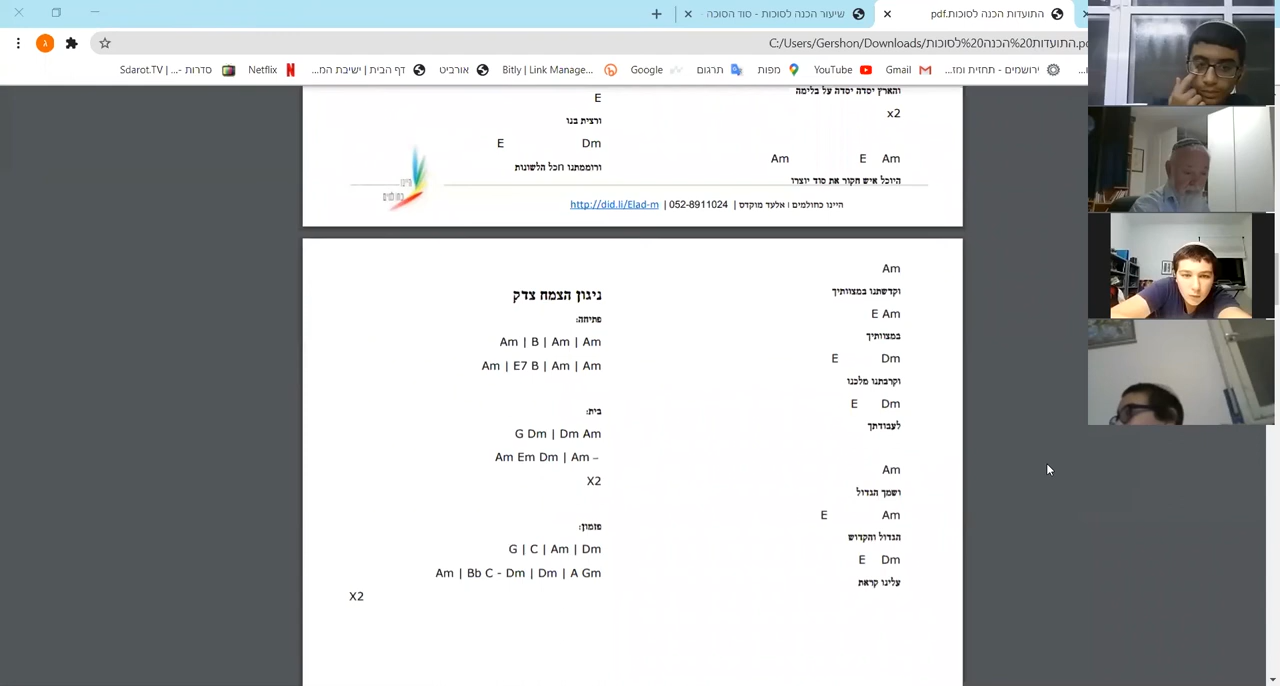 התועדות הכנה לסוכות.pdf
שיעור הכנה לסוכות - סוד הסוכה
C:/Users/Gershon/Downloads/התועדות%20הכנה%20לסוכות.pd
ירושמים - תחזית ומז...
Gmail
YouTube
מפות
תרגום
Google
Bitly | Link Manage...
אורביט
דף הבית | ישיבת המ...
Netflix
סדרות -...
Sdarot.TV
והארץ יסדה יסדה על בלימה
x2
Am E Am
היוכל איש חקור את סוד יוצרו
E
ורצית בנו
Dm E
ורוממתנו מכל הלשונות
היינו כחולמים | אלעד מוקדס | 052-8911024 | http://did.li/Elad-m
Am
וקדשתנו במצוותיך
E Am
במצוותיך
Dm E
וקרבתנו מלכנו
Dm E
לעבודתך
Am
ושמך הגדול
Am E
הגדול והקדוש
Dm E
עלינו קראת
ניגון הצמח צדק
פתיחה:
Am | B | Am | Am
Am | E7 B | Am | Am
בית:
G Dm | Dm Am
Am Em Dm | Am –
X2
פזמון:
G | C | Am | Dm
Am | Bb C - Dm | Dm | A Gm
X2